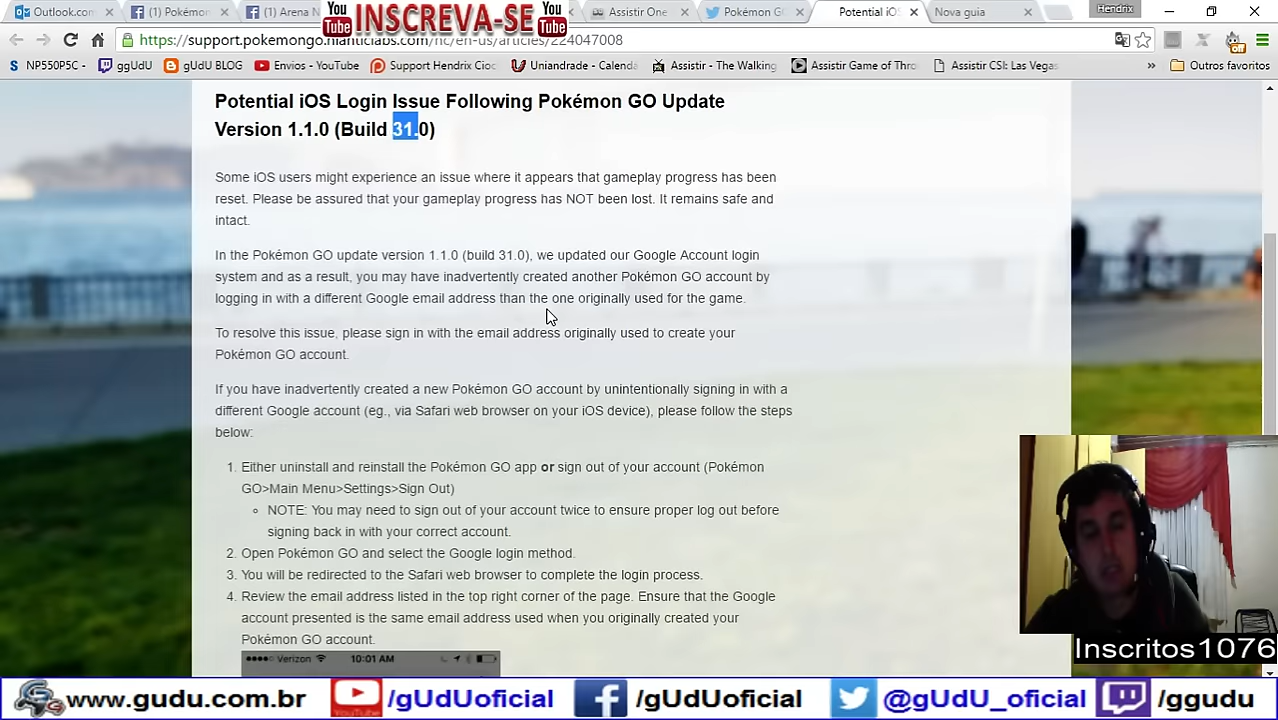 Outlook.com
(1) Pokémon
(1) Arena N
You Tube INSCREVA-SE You Tube
Assistir One
Pokémon G
Potential iOS
Nova guia
Hendrix
https://support.pokemongo.nianticlabs.com/hc/en-us/articles/224047008
off
NP550P5C -
ggUdU
gUdU BLOG
Envios - YouTube
Support Hendrix Cioc
Uniandrade - Calenda
Assistir - The Walking
Assistir Game of Thro
Assistir CSI: Las Vegas
Outros favoritos
Potential iOS Login Issue Following Pokémon GO Update
Version 1.1.0 (Build 31.0)
Some iOS users might experience an issue where it appears that gameplay progress has been
reset. Please be assured that your gameplay progress has NOT been lost. It remains safe and
intact.
In the Pokémon GO update version 1.1.0 (build 31.0), we updated our Google Account login
system and as a result, you may have inadvertently created another Pokémon GO account by
logging in with a different Google email address than the one originally used for the game.
To resolve this issue, please sign in with the email address originally used to create your
Pokémon GO account.
If you have inadvertently created a new Pokémon GO account by unintentionally signing in with a
different Google account (eg., via Safari web browser on your iOS device), please follow the steps
below:
1. Either uninstall and reinstall the Pokémon GO app or sign out of your account (Pokémon
GO>Main Menu>Settings>Sign Out)
NOTE: You may need to sign out of your account twice to ensure proper log out before
signing back in with your correct account.
2. Open Pokémon GO and select the Google login method.
3. You will be redirected to the Safari web browser to complete the login process.
4. Review the email address listed in the top right corner of the page. Ensure that the Google
account presented is the same email address used when you originally created your
Pokémon GO account.
Verizon 10:01 AM
Inscritos1076
www.gudu.com.br
YouTube /gUdUoficial
/gUdUoficial
@gUdU_oficial
/ggudu